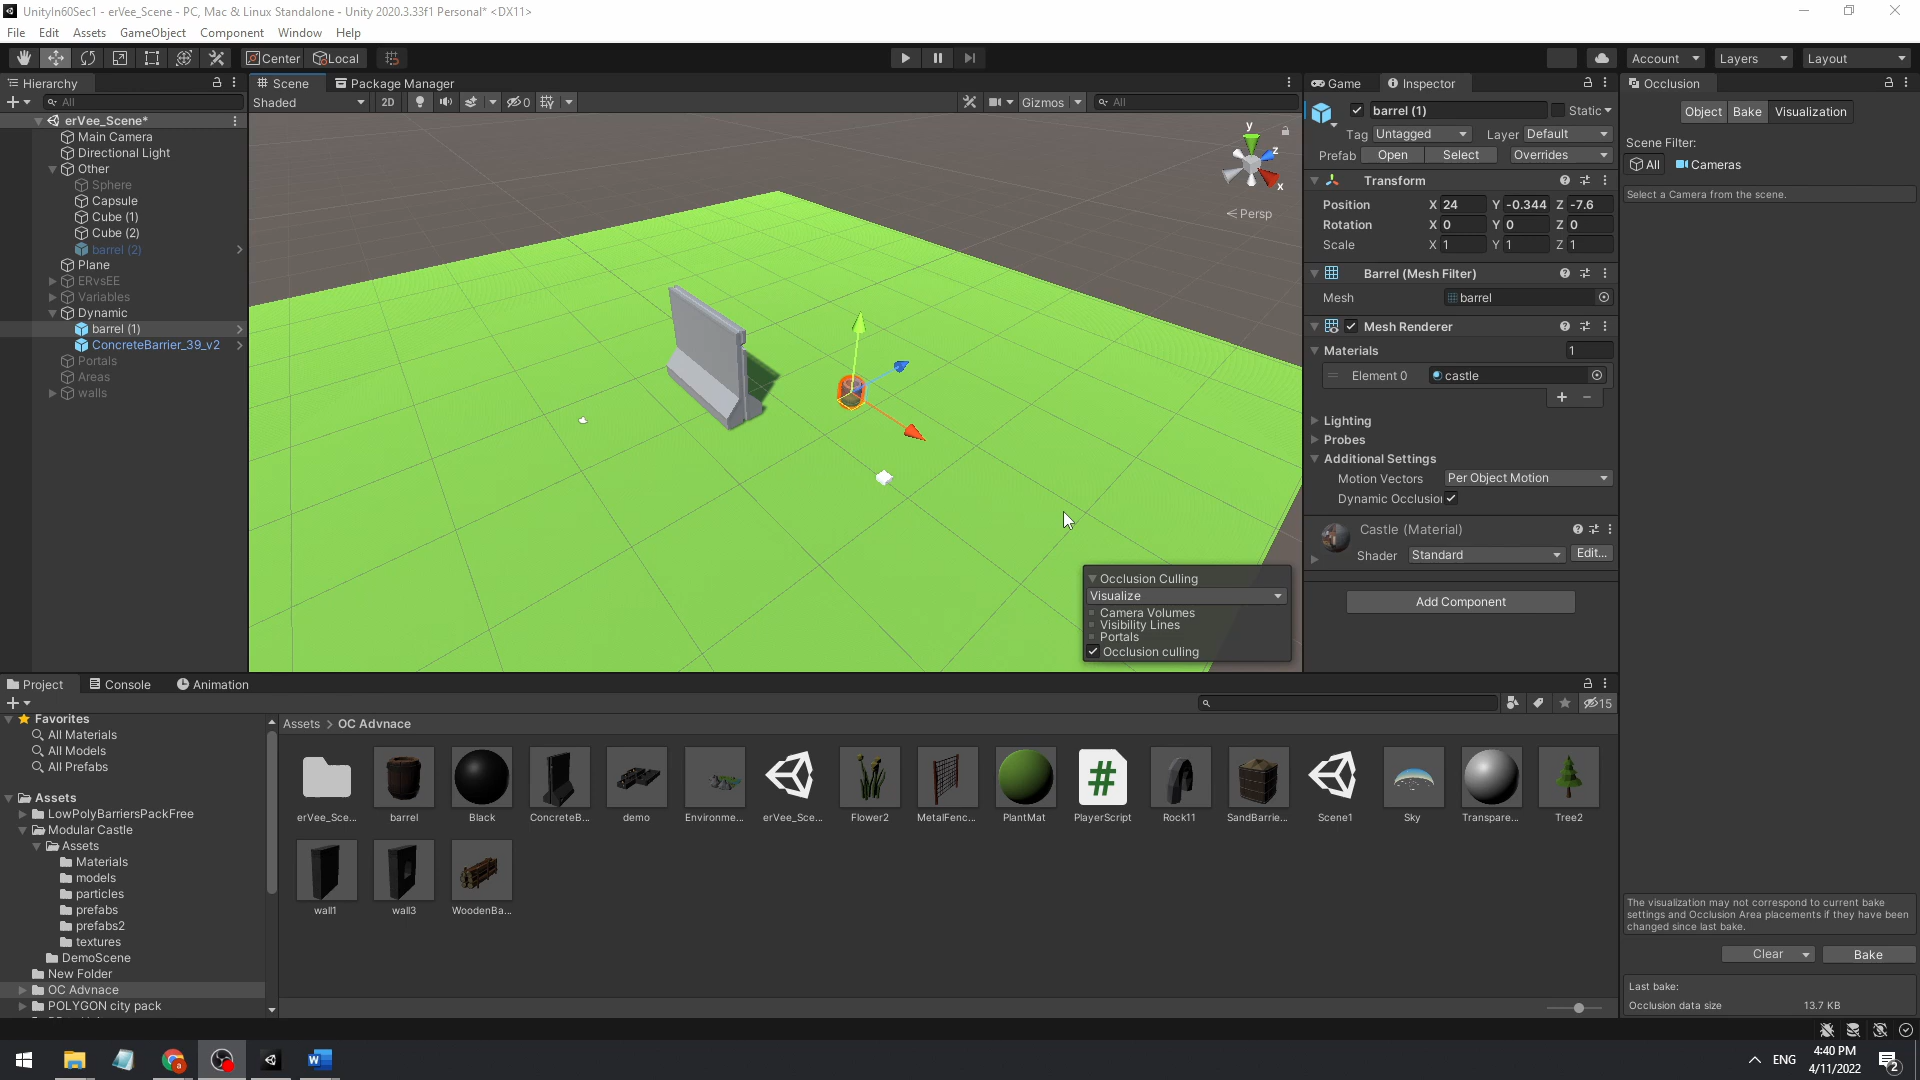 UnityIn60Sec1 - erVee_Scene - PC, Mac & Linux Standalone - Unity 2020.3.33f1 Personal* <DX11>
File Edit Assets GameObject Component Window Help
Center Local Account Layers Layout
Hierarchy
All
erVee_Scene*
Main Camera
Directional Light
Other
Sphere
Capsule
Cube (1)
Cube (2)
barrel (2)
Plane
ERvsEE
Variables
Dynamic
barrel (1)
ConcreteBarrier_39_v2
Portals
Areas
walls
Scene Package Manager
Shaded 2D 0 Gizmos All
y
z
x
Persp
Occlusion Culling
Visualize
Camera Volumes
Visibility Lines
Portals
Occlusion culling
Game Inspector
barrel (1) Static
Tag Untagged Layer Default
Prefab Open Select Overrides
Transform
Position X 24 Y -0.344 Z -7.6
Rotation X 0 Y 0 Z 0
Scale X 1 Y 1 Z 1
Barrel (Mesh Filter)
Mesh barrel
Mesh Renderer
Materials 1
Element 0 castle
Lighting
Probes
Additional Settings
Motion Vectors Per Object Motion
Dynamic Occlusion
Castle (Material)
Shader Standard Edit...
Add Component
Occlusion
Object Bake Visualization
Scene Filter:
All Cameras
Select a Camera from the scene.
The visualization may not correspond to current bake
settings and Occlusion Area placements if they have been
changed since last bake.
Clear Bake
Last bake:
Occlusion data size 13.7 KB
Project Console Animation
15
Favorites
All Materials
All Models
All Prefabs
Assets
LowPolyBarriersPackFree
Modular Castle
Assets
Materials
models
particles
prefabs
prefabs2
textures
DemoScene
New Folder
OC Advnace
POLYGON city pack
Assets > OC Advnace
erVee_Sce... barrel Black ConcreteB... demo Environme... erVee_Sce... Flower2 MetalFenc... PlantMat PlayerScript Rock11 SandBarrie... Scene1 Sky Transpare... Tree2
wall1 wall3 WoodenBa...
ENG
4:40 PM
4/11/2022
2